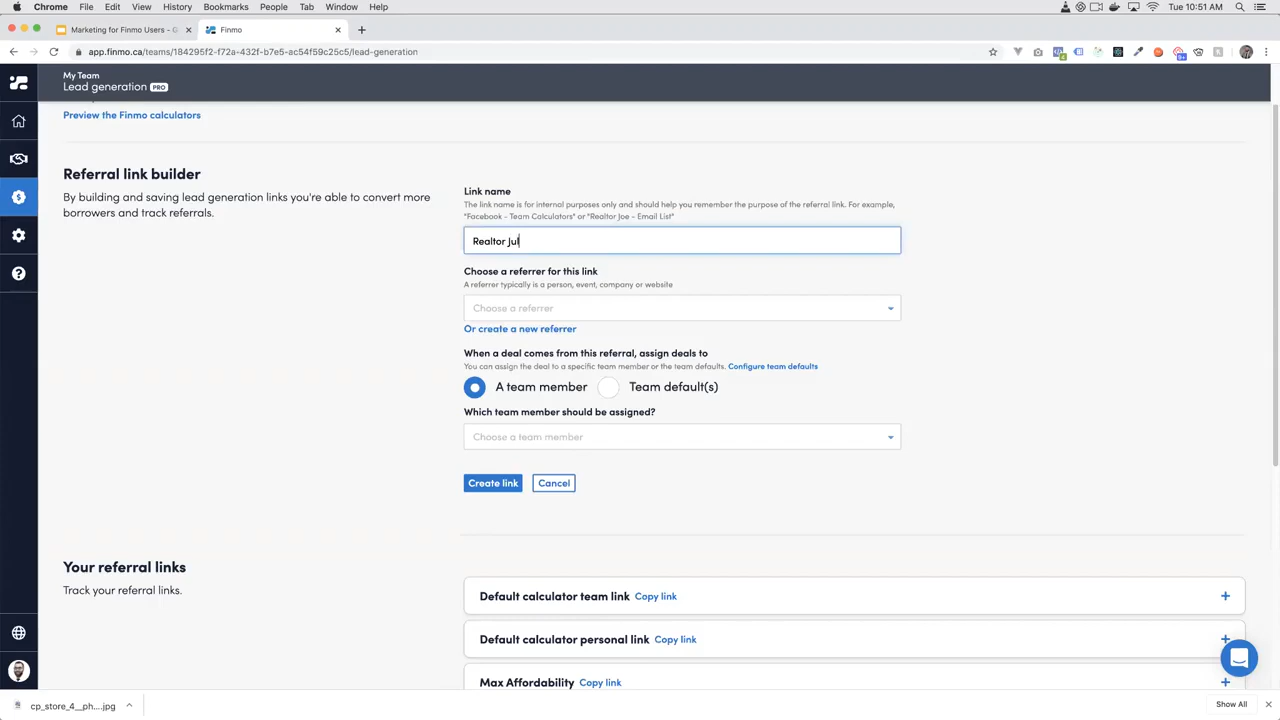 Chrome File Edit View History Bookmarks People Tab Window Help Tue 10:51 AM
Marketing for Finmo Users - G
Finmo
app.finmo.ca/teams/184295f2-f72a-432f-b7e5-ac54f59c25c5/lead-generation
My Team
Lead generation PRO
Preview the Finmo calculators
Referral link builder
By building and saving lead generation links you're able to convert more
borrowers and track referrals.
Link name
The link name is for internal purposes only and should help you remember the purpose of the referral link. For example,
"Facebook - Team Calculators" or "Realtor Joe - Email List"
Realtor Jul
Choose a referrer for this link
A referrer typically is a person, event, company or website
Choose a referrer
Or create a new referrer
When a deal comes from this referral, assign deals to
You can assign the deal to a specific team member or the team defaults. Configure team defaults
A team member Team default(s)
Which team member should be assigned?
Choose a team member
Create link Cancel
Your referral links
Track your referral links.
Default calculator team link Copy link
Default calculator personal link Copy link
Max Affordability Copy link
cp_store_4__ph....jpg
Show All